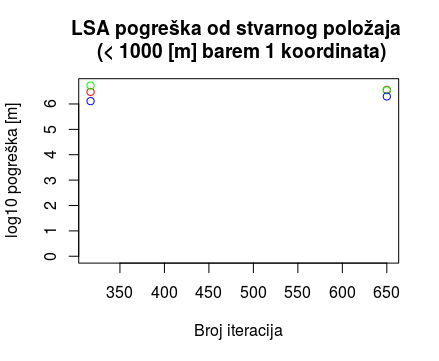 LSA pogreška od stvarnog položaja
(< 1000 [m] barem 1 koordinata)
log10 pogreška [m]
6
5
4
3
2
1
0
350 400 450 500 550 600 650
Broj iteracija